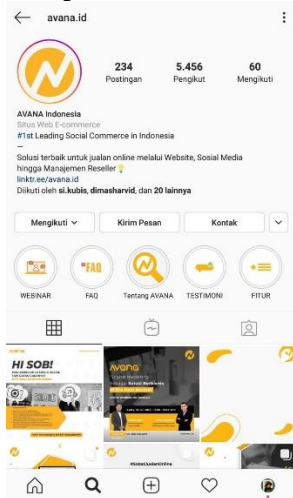 avana.id
234
5.456
60
Postingan
Pengikut
Mengikuti
AVANA Indonesia
Situs Web E-commerce
#1st Leading Social Commerce in Indonesia
—
Solusi terbaik untuk jualan online melalui Website, Sosial Media
hingga Manajemen Reseller💡
linktr.ee/avana.id
Diikuti oleh si.kubis, dimasharvid, dan 20 lainnya
Mengikuti
Kirim Pesan
Kontak
"FAQ
WEBINAR
FAQ
Tentang AVANA
TESTIMONI
FITUR
HI SOB!
AVANA
Digital Marketing
#SobatJualanOnline